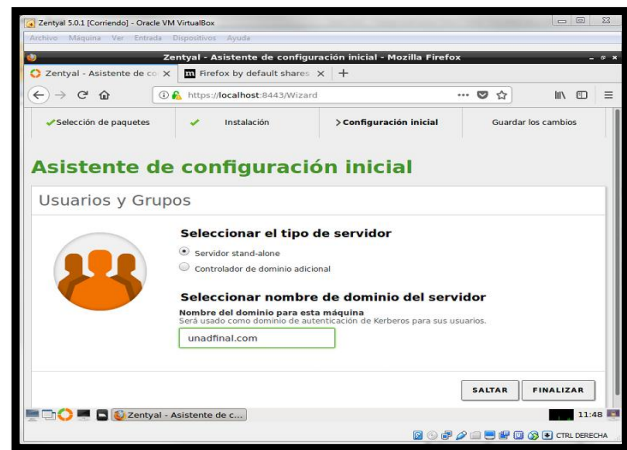 Zentyal 5.0.1 [Corriendo] - Oracle VM VirtualBox
Archivo Máquina Ver Entrada Dispositivos Ayuda
Zentyal - Asistente de configuración inicial - Mozilla Firefox
Zentyal - Asistente de co × m Firefox by default shares × +
https://localhost:8443/Wizard
Selección de paquetes Instalación Configuración inicial Guardar los cambios
Asistente de configuración inicial
Usuarios y Grupos
Seleccionar el tipo de servidor
Servidor stand-alone
Controlador de dominio adicional
Seleccionar nombre de dominio del servidor
Nombre del dominio para esta máquina
Será usado como dominio de autenticación de Kerberos para sus usuarios.
unadfinal.com
SALTAR FINALIZAR
Zentyal - Asistente de c... 11:48
CTRL DERECHA